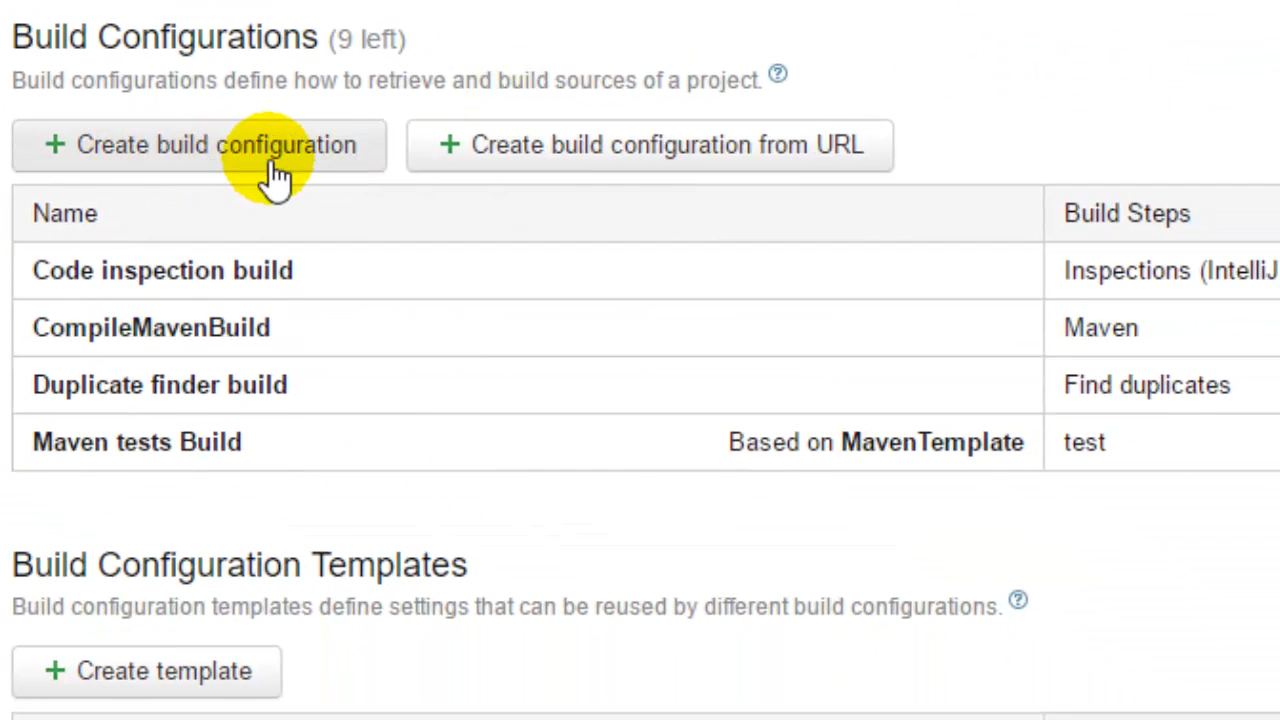 Build Configurations (9 left)
Build configurations define how to retrieve and build sources of a project. ?
+ Create build configuration + Create build configuration from URL
Name Build Steps
Code inspection build Inspections (IntelliJ
CompileMavenBuild Maven
Duplicate finder build Find duplicates
Maven tests Build Based on MavenTemplate test
Build Configuration Templates
Build configuration templates define settings that can be reused by different build configurations. ?
+ Create template